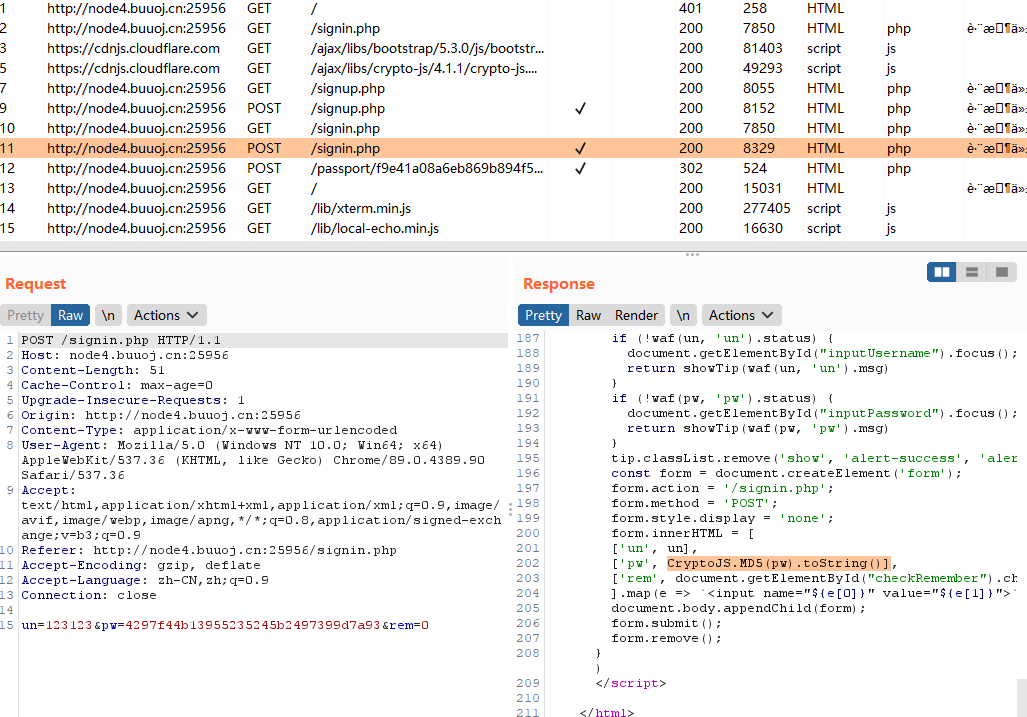 1 http://node4.buuoj.cn:25956 GET / 401 258 HTML
2 http://node4.buuoj.cn:25956 GET /signin.php 200 7850 HTML php
3 https://cdnjs.cloudflare.com GET /ajax/libs/bootstrap/5.3.0/js/bootstr... 200 81403 script js
5 https://cdnjs.cloudflare.com GET /ajax/libs/crypto-js/4.1.1/crypto-js.... 200 49293 script js
7 http://node4.buuoj.cn:25956 GET /signup.php 200 8055 HTML php
9 http://node4.buuoj.cn:25956 POST /signup.php ✓ 200 8152 HTML php
10 http://node4.buuoj.cn:25956 GET /signin.php 200 7850 HTML php
11 http://node4.buuoj.cn:25956 POST /signin.php ✓ 200 8329 HTML php
12 http://node4.buuoj.cn:25956 POST /passport/f9e41a08a6eb869b894f5... ✓ 302 524 HTML php
13 http://node4.buuoj.cn:25956 GET / 200 15031 HTML
14 http://node4.buuoj.cn:25956 GET /lib/xterm.min.js 200 277405 script js
15 http://node4.buuoj.cn:25956 GET /lib/local-echo.min.js 200 16630 script js
Request
Pretty Raw \n Actions
1 POST /signin.php HTTP/1.1
2 Host: node4.buuoj.cn:25956
3 Content-Length: 51
4 Cache-Control: max-age=0
5 Upgrade-Insecure-Requests: 1
6 Origin: http://node4.buuoj.cn:25956
7 Content-Type: application/x-www-form-urlencoded
8 User-Agent: Mozilla/5.0 (Windows NT 10.0; Win64; x64)
AppleWebKit/537.36 (KHTML, like Gecko) Chrome/89.0.4389.90
Safari/537.36
9 Accept:
text/html,application/xhtml+xml,application/xml;q=0.9,image/
avif,image/webp,image/apng,*/*;q=0.8,application/signed-exch
ange;v=b3;q=0.9
10 Referer: http://node4.buuoj.cn:25956/signin.php
11 Accept-Encoding: gzip, deflate
12 Accept-Language: zh-CN,zh;q=0.9
13 Connection: close
14
15 un=123123&pw=4297f44b13955235245b2497399d7a93&rem=0
Response
Pretty Raw Render \n Actions
187 if (!waf(un, 'un').status) {
188 document.getElementById("inputUsername").focus();
189 return showTip(waf(un, 'un').msg)
190 }
191 if (!waf(pw, 'pw').status) {
192 document.getElementById("inputPassword").focus();
193 return showTip(waf(pw, 'pw').msg)
194 }
195 tip.classList.remove('show', 'alert-success', 'aler
196 const form = document.createElement('form');
197 form.action = '/signin.php';
198 form.method = 'POST';
199 form.style.display = 'none';
200 form.innerHTML = [
201 ['un', un],
202 ['pw', CryptoJS.MD5(pw).toString()],
203 ['rem', document.getElementById("checkRemember").ch
204 ].map(e => `<input name="${e[0]}" value="${e[1]}">`
205 document.body.appendChild(form);
206 form.submit();
207 form.remove();
208 }
)
209 </script>
210
211 </html>